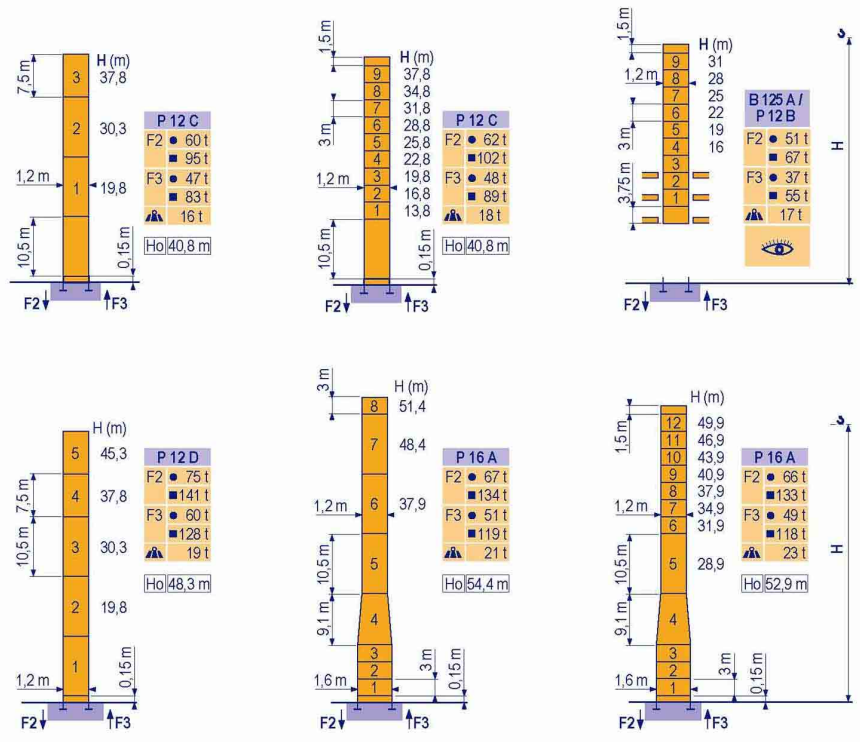 H (m)
3 37,8
2 30,3
1 19,8
7,5 m
1,2 m
10,5 m
0,15 m
F2 F3
P 12 C
F2 ● 60 t
■ 95 t
F3 ● 47 t
■ 83 t
16 t
Ho 40,8 m
1,5 m
H (m)
9 37,8
8 34,8
7 31,8
6 28,8
5 25,8
4 22,8
3 19,8
2 16,8
1 13,8
3 m
1,2 m
10,5 m
0,15 m
F2 F3
P 12 C
F2 ● 62 t
■ 102 t
F3 ● 48 t
■ 89 t
18 t
Ho 40,8 m
1,5 m
H (m)
9 31
8 28
7 25
6 22
5 19
4 16
3
2
1
1,2 m
3 m
3,75 m
F2 F3
B 125 A /
P 12 B
F2 ● 51 t
■ 67 t
F3 ● 37 t
■ 55 t
17 t
H
H (m)
5 45,3
4 37,8
3 30,3
2 19,8
1
7,5 m
10,5 m
1,2 m
0,15 m
F2 F3
P 12 D
F2 ● 75 t
■ 141 t
F3 ● 60 t
■ 128 t
19 t
Ho 48,3 m
3 m
H (m)
8 51,4
7 48,4
6 37,9
5
4
3
2
1
1,2 m
10,5 m
9,1 m
1,6 m
3 m
0,15 m
F2 F3
P 16 A
F2 ● 67 t
■ 134 t
F3 ● 51 t
■ 119 t
21 t
Ho 54,4 m
1,5 m
H (m)
12 49,9
11 46,9
10 43,9
9 40,9
8 37,9
7 34,9
6 31,9
5 28,9
4
3
2
1
1,2 m
10,5 m
9,1 m
1,6 m
3 m
0,15 m
F2 F3
P 16 A
F2 ● 66 t
■ 133 t
F3 ● 49 t
■ 118 t
23 t
Ho 52,9 m
H